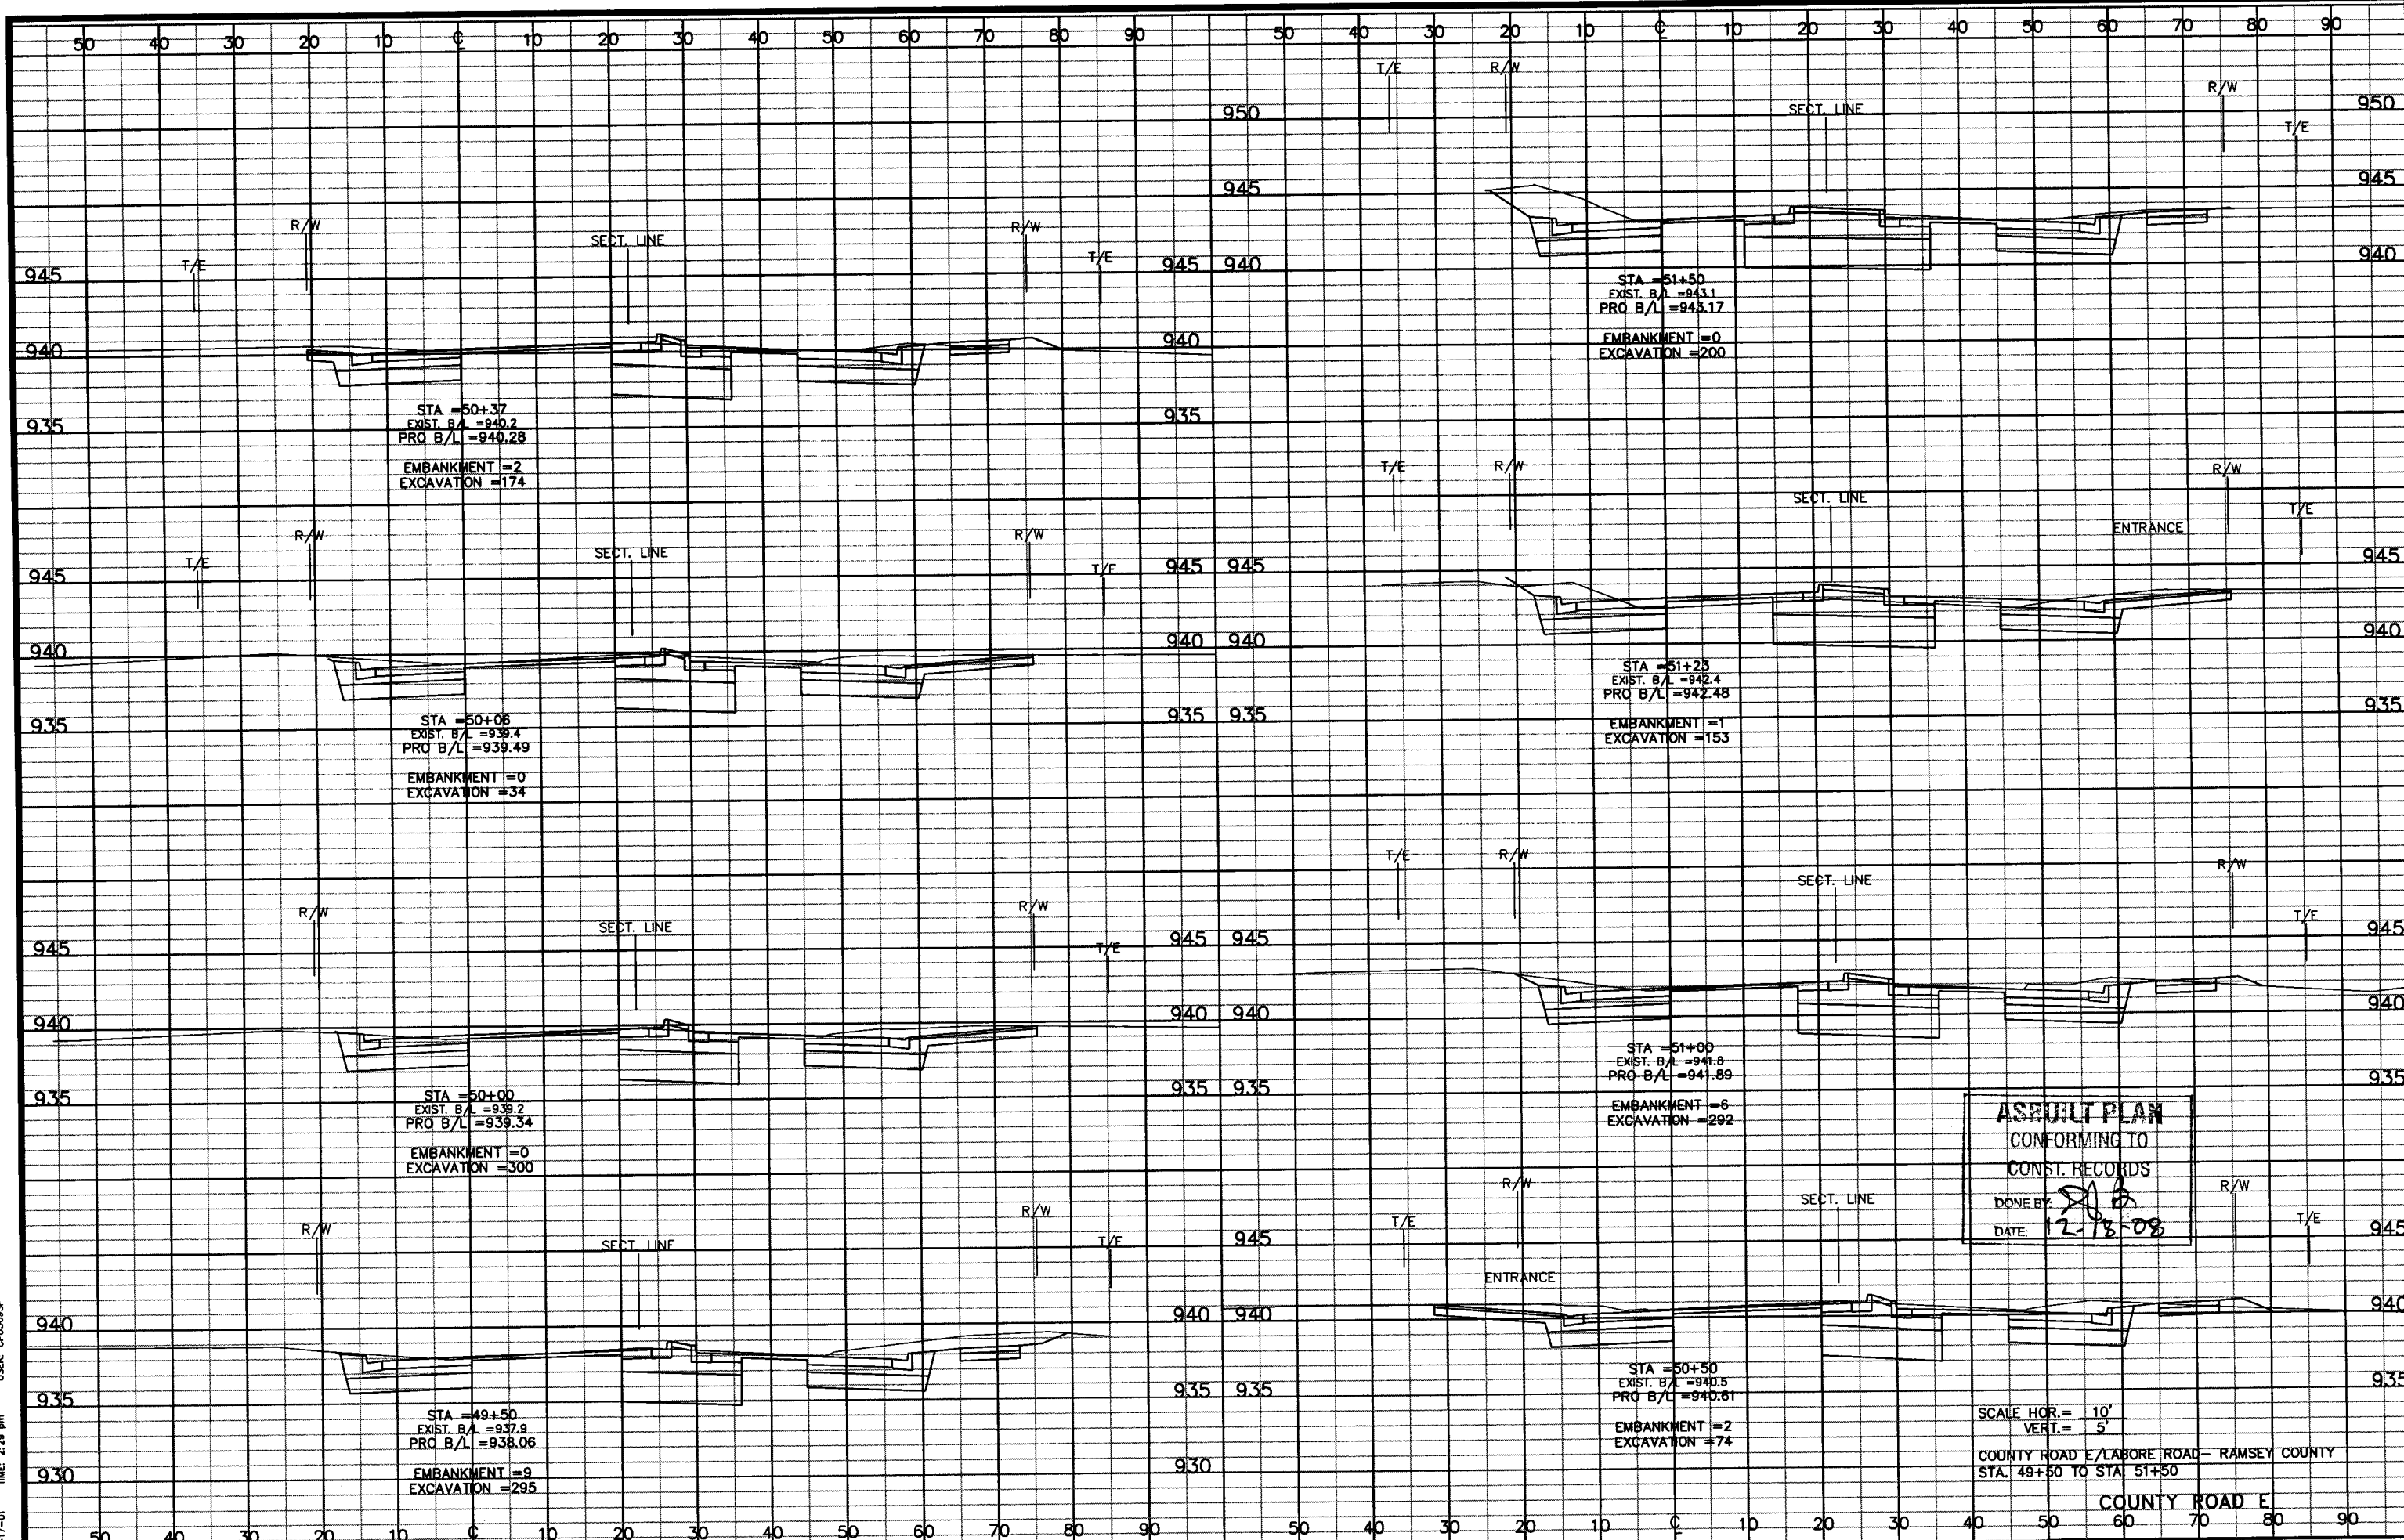 50 40 30 20 10 ℄ 10 20 30 40 50 60 70 80 90 50 40 30 20 10 ℄ 10 20 30 40 50 60 70 80 90
R/W
T/E
SECT. LINE
R/W
T/E
945 945
940 940
STA =50+37
EXIST. B/L =940.2
PRO B/L =940.28
935 935
EMBANKMENT =2
EXCAVATION =174
R/W
T/E
SECT. LINE
R/W
T/E
945 945
940 940
STA =50+06
EXIST. B/L =939.4
PRO B/L =939.49
935 935
EMBANKMENT =0
EXCAVATION =34
R/W
SECT. LINE
R/W
T/E
945 945
940 940
STA =50+00
EXIST. B/L =939.2
PRO B/L =939.34
935 935
EMBANKMENT =0
EXCAVATION =300
R/W
SECT. LINE
R/W
T/E
940 940
STA =49+50
EXIST. B/L =937.9
PRO B/L =938.06
935 935
EMBANKMENT =9
EXCAVATION =295
930 930
T/E
R/W
SECT. LINE
R/W
T/E
950 950
945 945
940 940
STA =51+50
EXIST. B/L =943.1
PRO B/L =943.17
EMBANKMENT =0
EXCAVATION =200
T/E
R/W
SECT. LINE
ENTRANCE
R/W
T/E
945 945
940 940
STA =51+23
EXIST. B/L =942.4
PRO B/L =942.48
935 935
EMBANKMENT =1
EXCAVATION =153
T/E
R/W
SECT. LINE
R/W
T/E
945 945
940 940
STA =51+00
EXIST. B/L =941.8
PRO B/L =941.89
935 935
EMBANKMENT =6
EXCAVATION =292
ASBUILT PLAN
CONFORMING TO
CONST. RECORDS
DONE BY:
DATE: 12-18-08
R/W
T/E
SECT. LINE
R/W
T/E
945 945
ENTRANCE
940 940
STA =50+50
EXIST. B/L =940.5
PRO B/L =940.61
935 935
EMBANKMENT =2
EXCAVATION =74
SCALE HOR.= 10'
VERT.= 5'
COUNTY ROAD E/LABORE ROAD- RAMSEY COUNTY
STA. 49+50 TO STA 51+50
COUNTY ROAD E
TIME: 2:29 pm
50 40 30 20 10 ℄ 10 20 30 40 50 60 70 80 90 50 40 30 20 10 ℄ 10 20 30 40 50 60 70 80 90